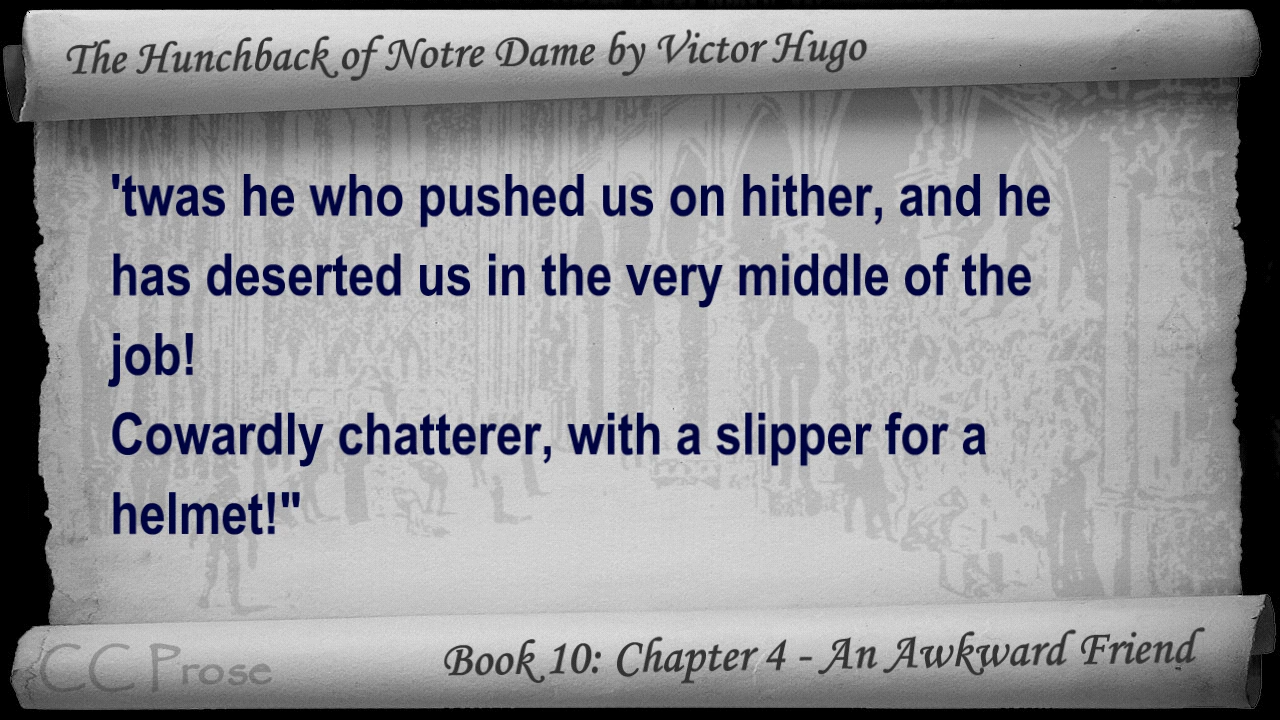 The Hunchback of Notre Dame by Victor Hugo
'twas he who pushed us on hither, and he
has deserted us in the very middle of the
job!
Cowardly chatterer, with a slipper for a
helmet!"
CC Prose
Book 10: Chapter 4 - An Awkward Friend